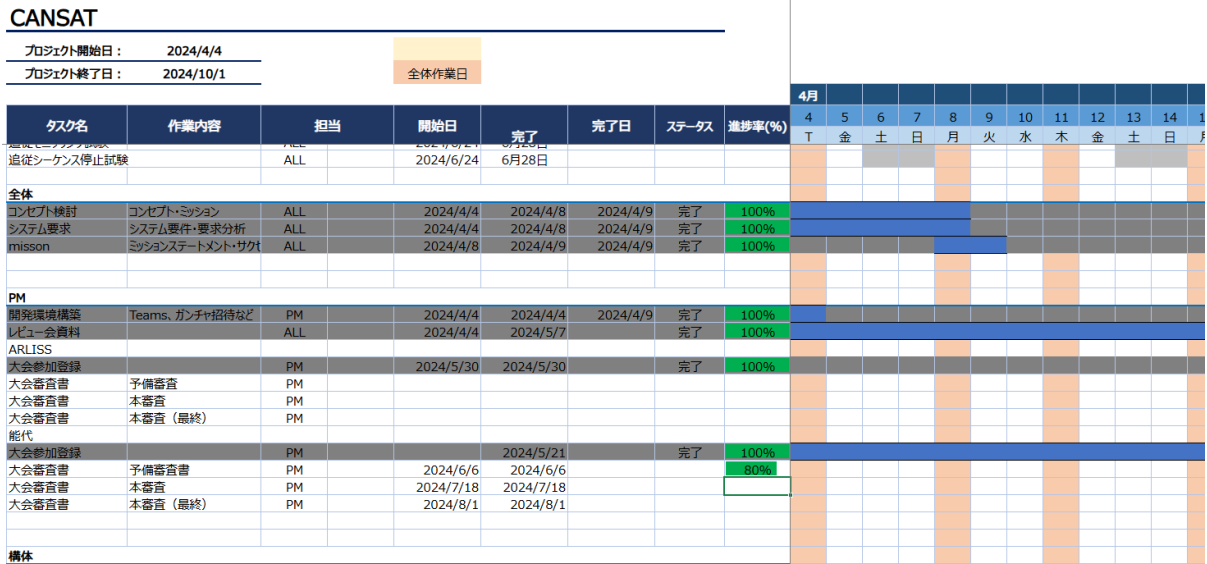 CANSAT
プロジェクト開始日： 2024/4/4
プロジェクト終了日： 2024/10/1 全体作業日
4月
タスク名 作業内容 担当 開始日 完了 完了日 ステータス 進捗率(%) 4 5 6 7 8 9 10 11 12 13 14
T 金 土 日 月 火 水 木 金 土 日
追従シーケンス停止試験 ALL 2024/6/24 6月28日
全体
コンセプト検討 コンセプト・ミッション ALL 2024/4/4 2024/4/8 2024/4/9 完了 100%
システム要求 システム要件・要求分析 ALL 2024/4/4 2024/4/8 2024/4/9 完了 100%
misson ミッションステートメント・サクセ ALL 2024/4/8 2024/4/9 2024/4/9 完了 100%
PM
開発環境構築 Teams、ガンチャ招待など PM 2024/4/4 2024/4/4 2024/4/9 完了 100%
レビュー会資料 ALL 2024/4/4 2024/5/7 完了 100%
ARLISS
大会参加登録 PM 2024/5/30 2024/5/30 完了 100%
大会審査書 予備審査 PM
大会審査書 本審査 PM
大会審査書 本審査（最終） PM
能代
大会参加登録 PM 2024/5/21 完了 100%
大会審査書 予備審査書 PM 2024/6/6 2024/6/6 80%
大会審査書 本審査 PM 2024/7/18 2024/7/18
大会審査書 本審査（最終） PM 2024/8/1 2024/8/1
構体